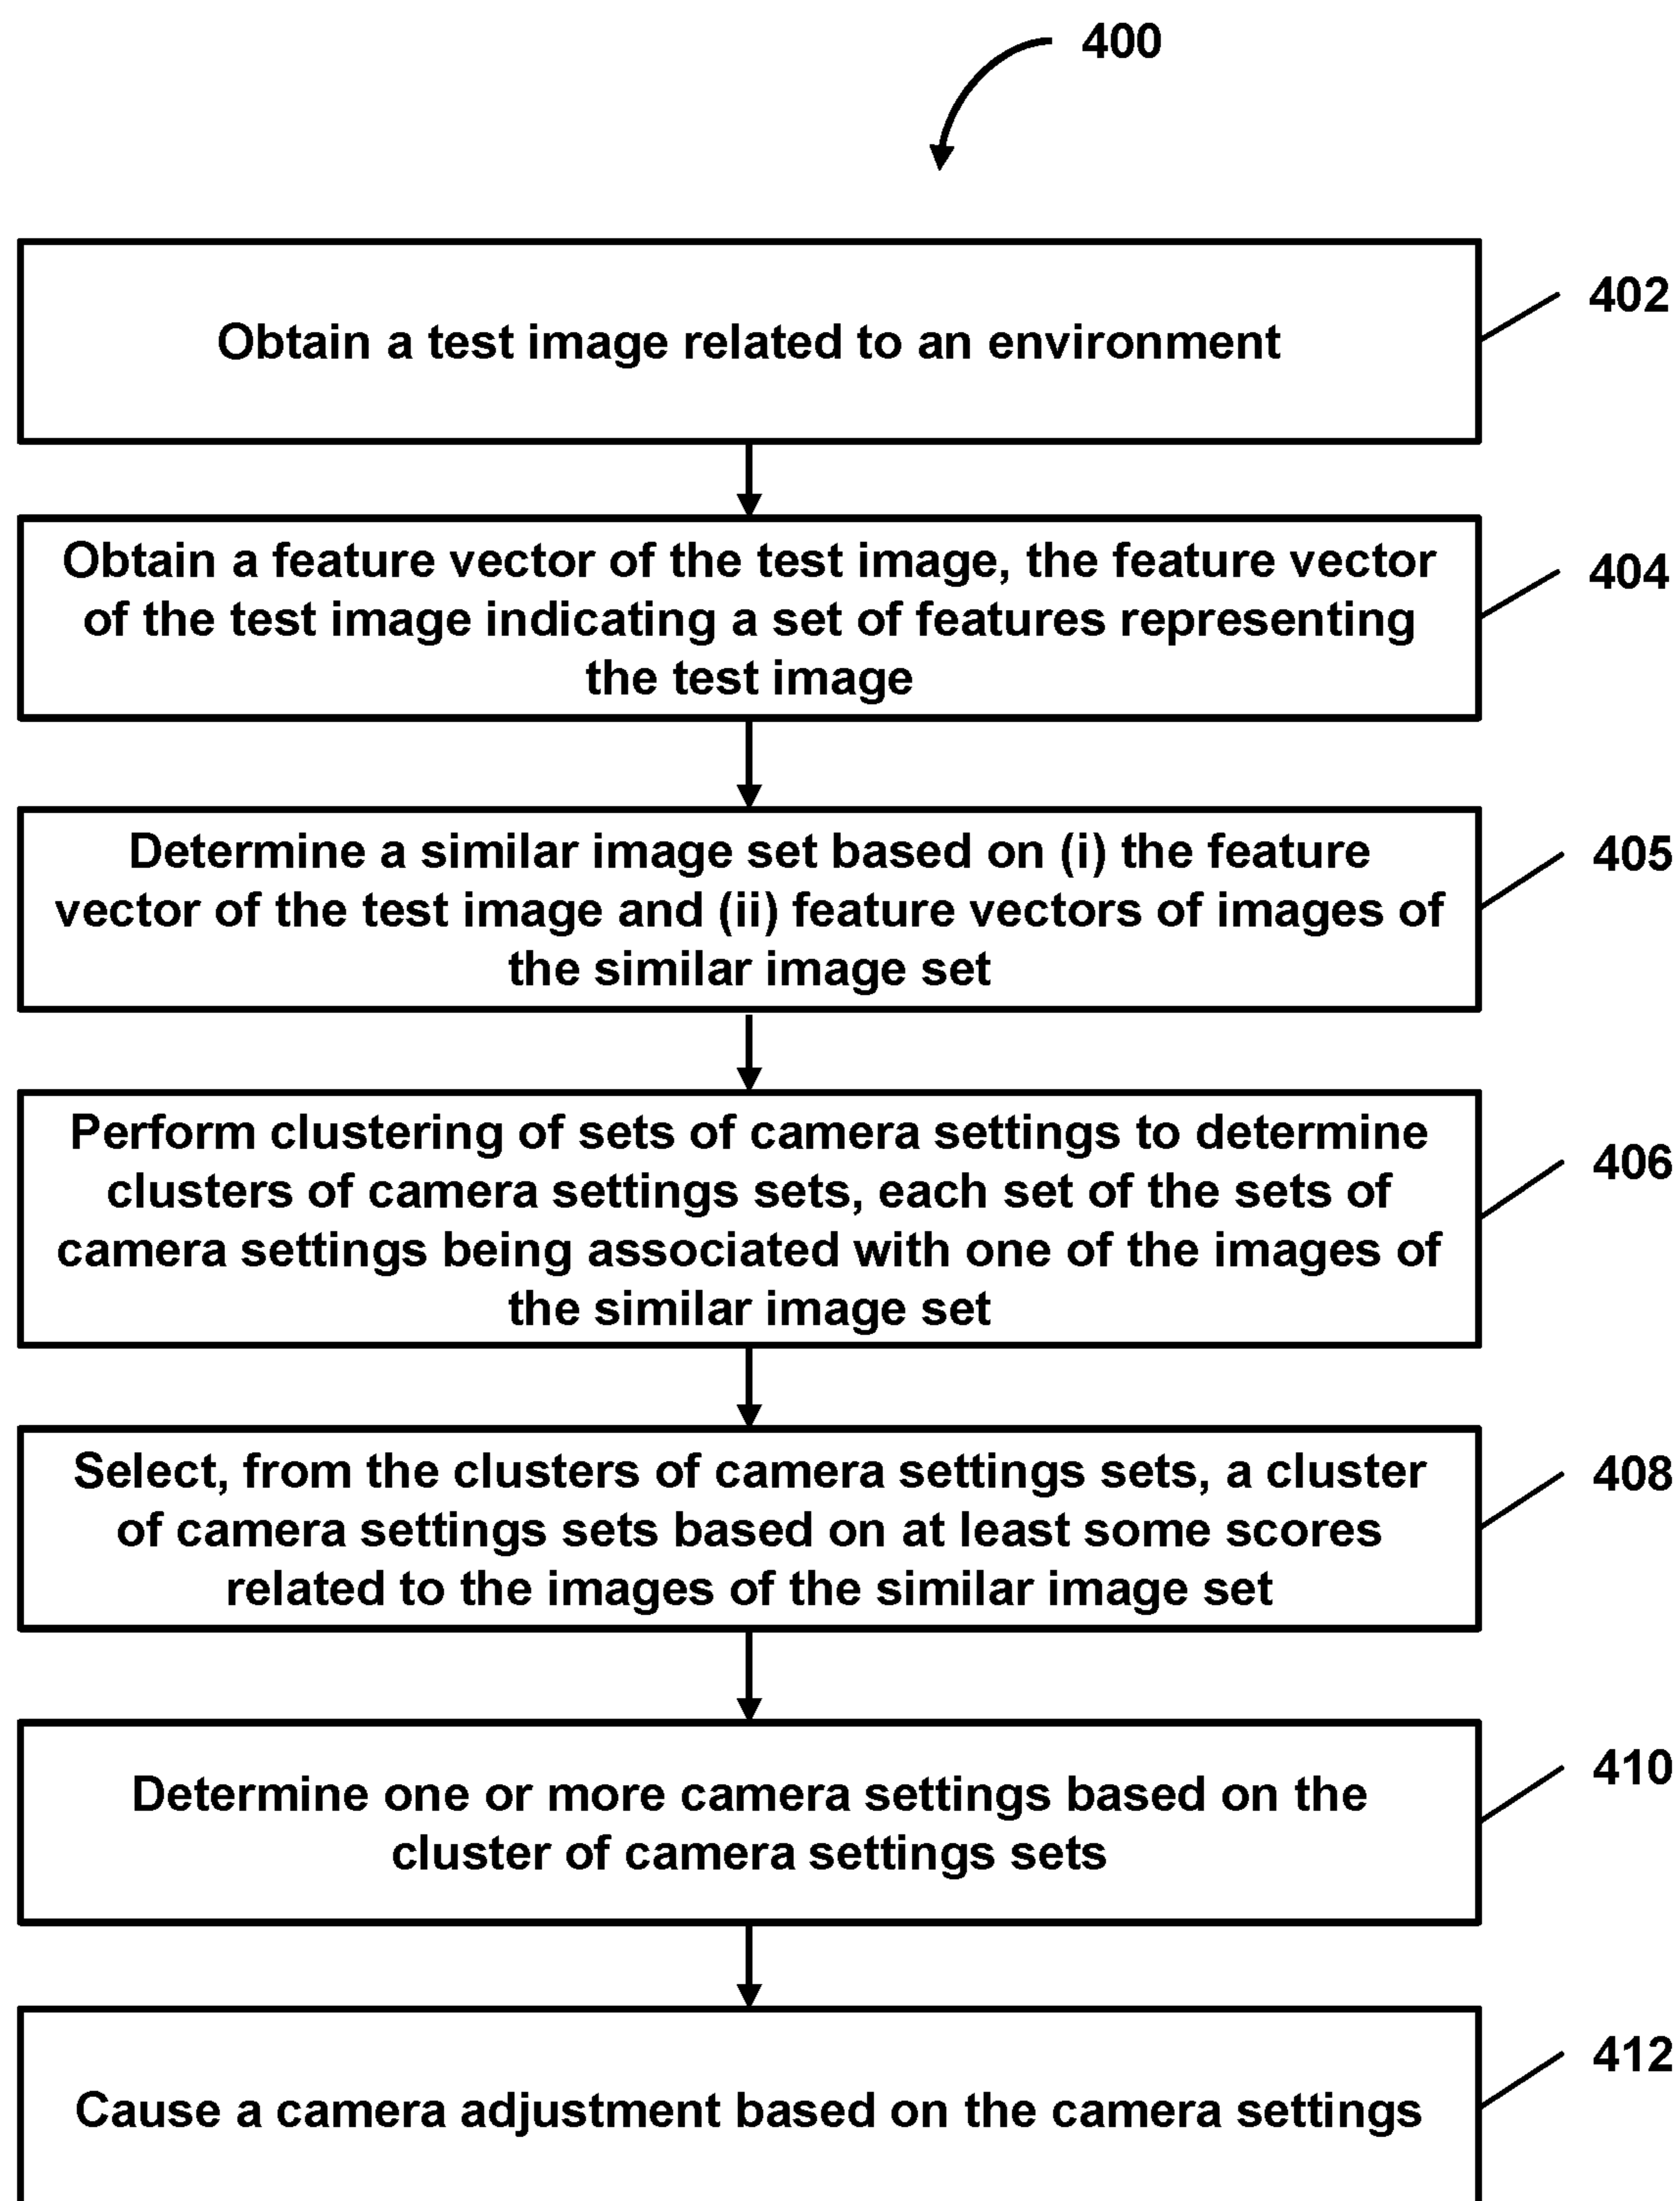 400
Obtain a test image related to an environment
402
Obtain a feature vector of the test image, the feature vector
of the test image indicating a set of features representing
the test image
404
Determine a similar image set based on (i) the feature
vector of the test image and (ii) feature vectors of images of
the similar image set
405
Perform clustering of sets of camera settings to determine
clusters of camera settings sets, each set of the sets of
camera settings being associated with one of the images of
the similar image set
406
Select, from the clusters of camera settings sets, a cluster
of camera settings sets based on at least some scores
related to the images of the similar image set
408
Determine one or more camera settings based on the
cluster of camera settings sets
410
Cause a camera adjustment based on the camera settings
412